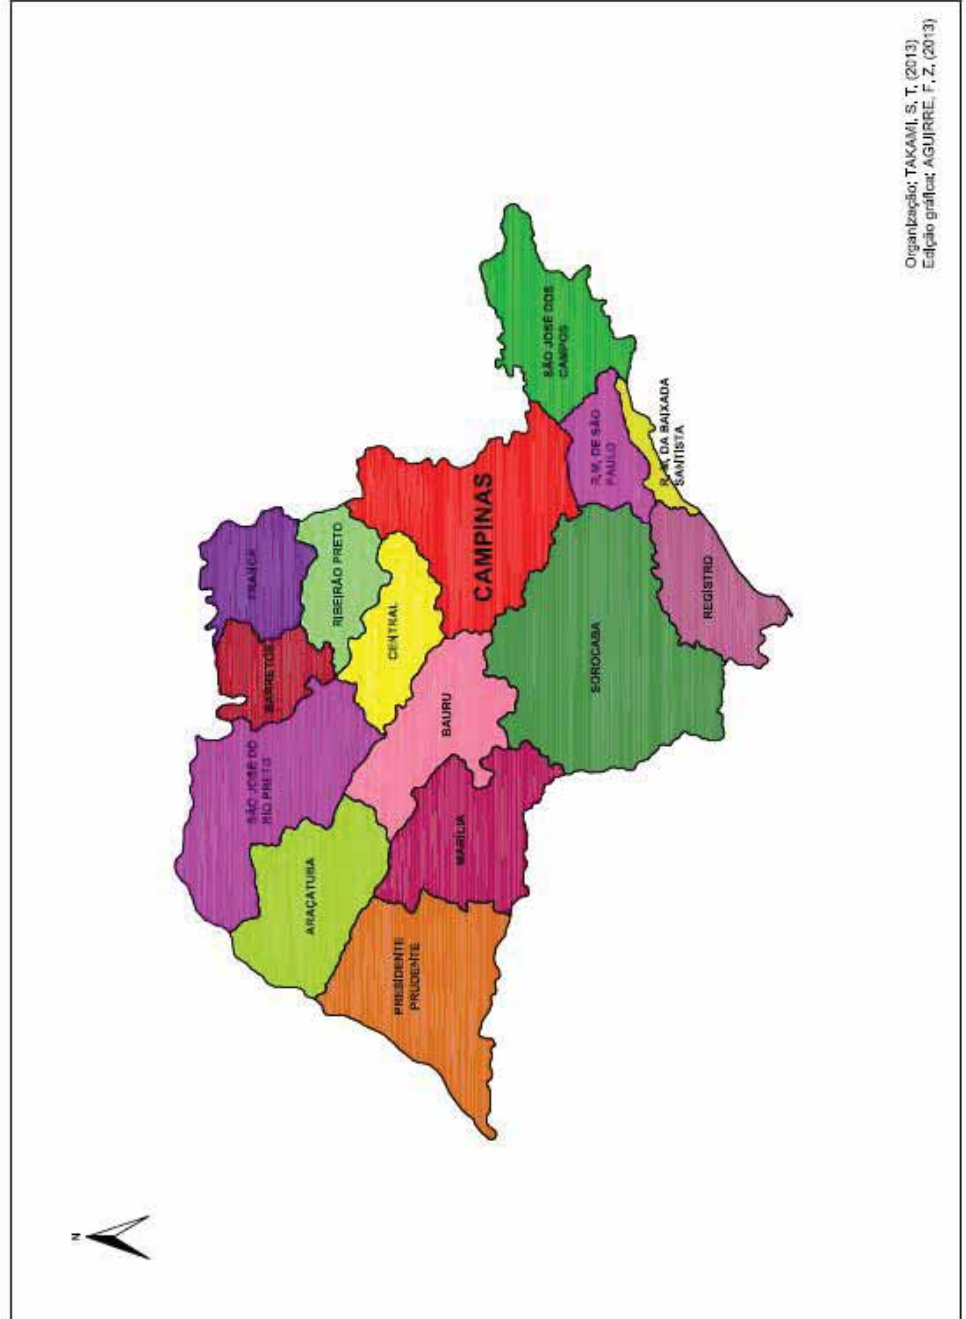 N
FRANCA
BARRETOS
RIBEIRÃO PRETO
SÃO JOSÉ DO
RIO PRETO
CENTRAL
ARAÇATUBA
BAURU
CAMPINAS
SÃO JOSÉ DOS
CAMPOS
PRESIDENTE
PRUDENTE
MARÍLIA
SOROCABA
R.M. DE SÃO
PAULO
R. M. DA BAIXADA
SANTISTA
REGISTRO
Organização: TAKAMI, S. T. (2013)
Edição gráfica: AGUIRRE, F. Z. (2013)